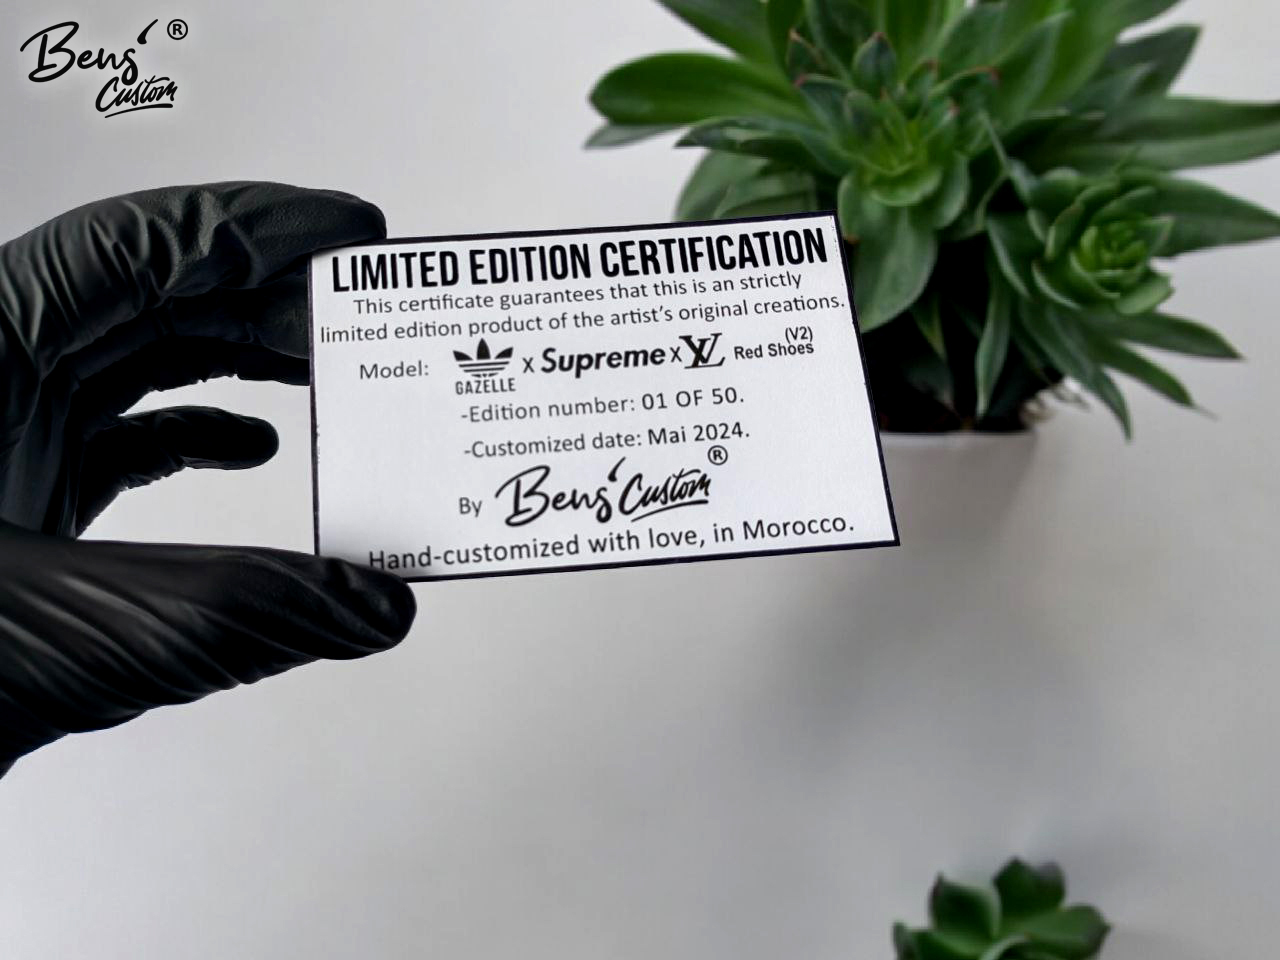 Bens' ®
Custom
LIMITED EDITION CERTIFICATION
This certificate guarantees that this is an strictly
limited edition product of the artist's original creations.
Model: GAZELLE X Supreme X LV Red Shoes (V2)
-Edition number: 01 OF 50.
-Customized date: Mai 2024.
By Bens' Custom ®
Hand-customized with love, in Morocco.